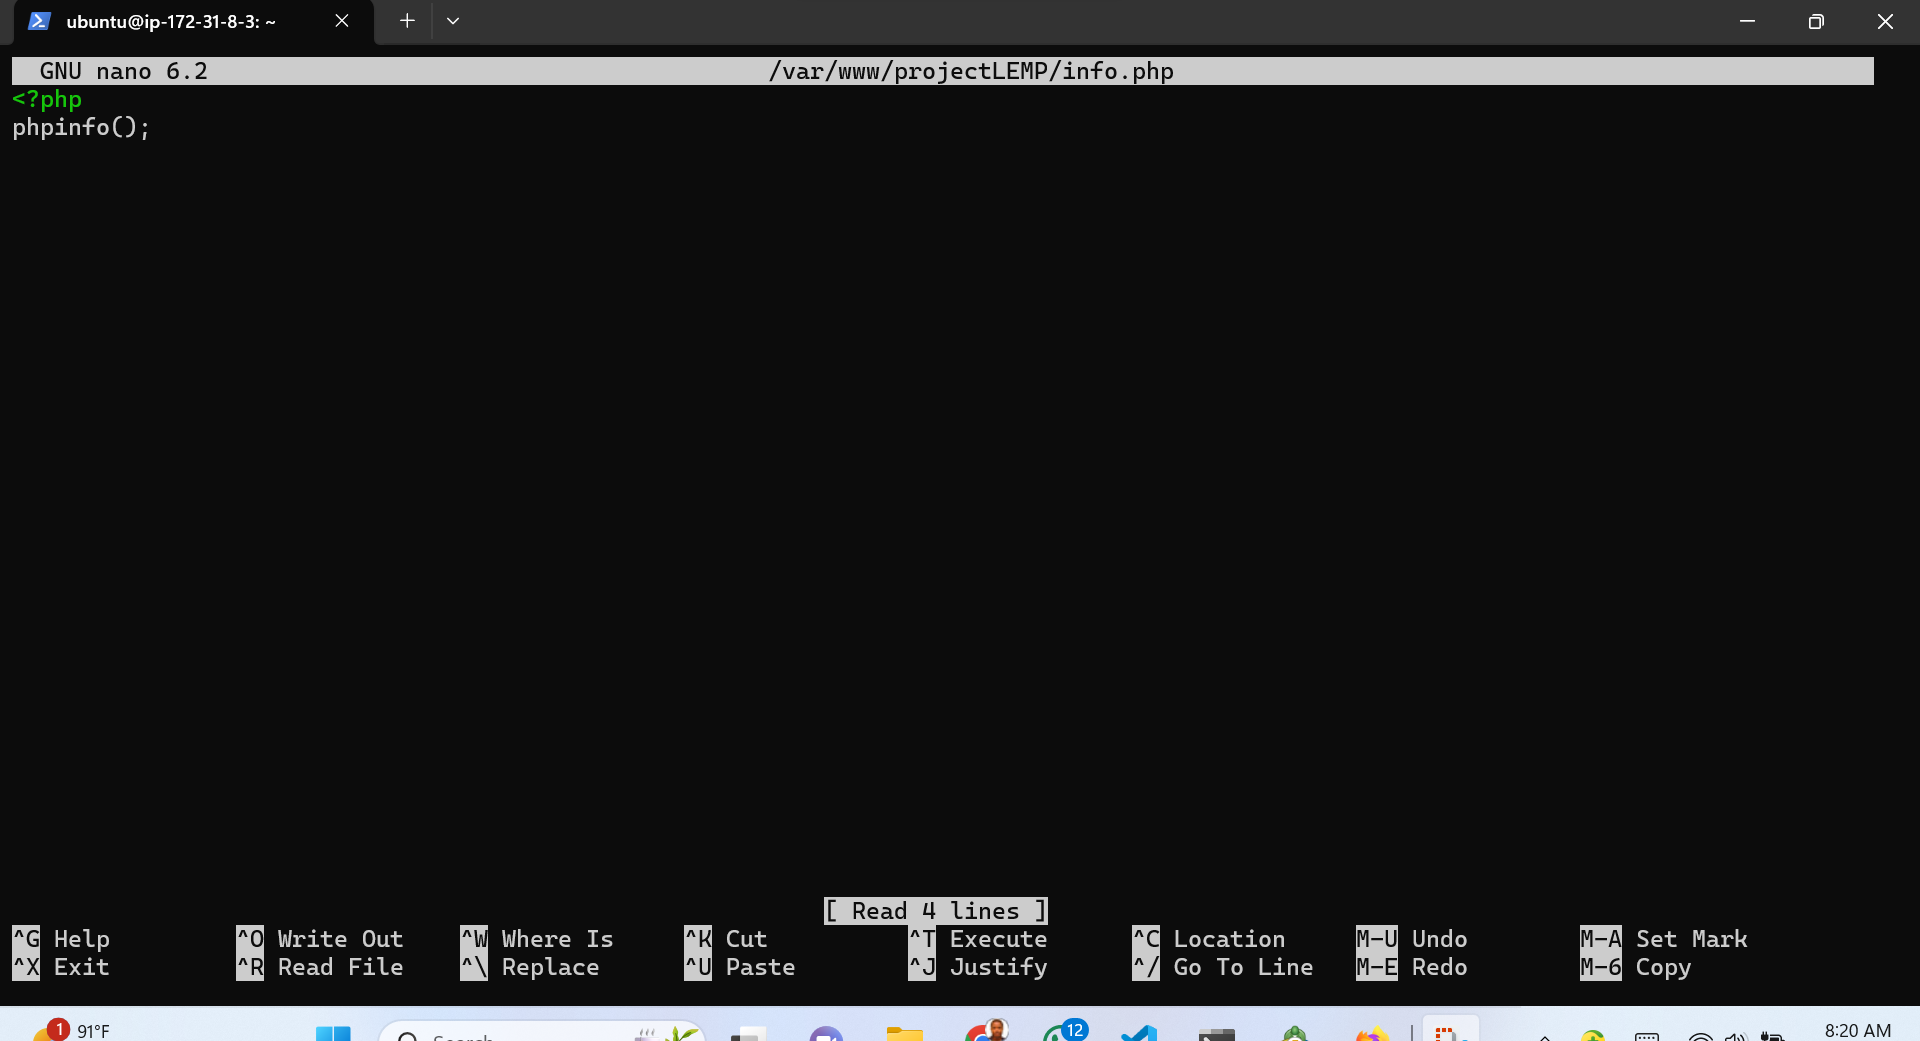 ubuntu@ip-172-31-8-3: ~
GNU nano 6.2 /var/www/projectLEMP/info.php
<?php
phpinfo();
[ Read 4 lines ]
^G Help ^O Write Out ^W Where Is ^K Cut ^T Execute ^C Location M-U Undo M-A Set Mark
^X Exit ^R Read File ^\ Replace ^U Paste ^J Justify ^/ Go To Line M-E Redo M-6 Copy
1 91°F Search 12 8:20 AM